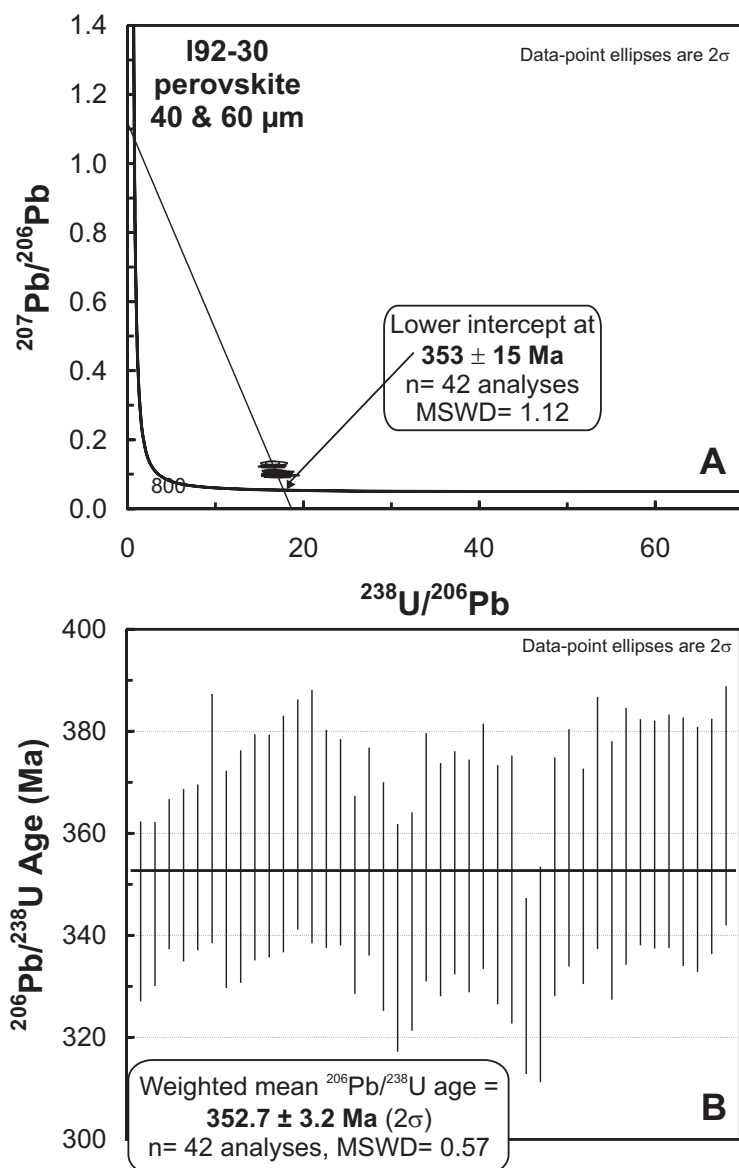 I92-30
perovskite
40 & 60 µm
Data-point ellipses are 2σ
1.4
1.2
1.0
0.8
0.6
0.4
0.2
0.0
²⁰⁷Pb/²⁰⁶Pb
Lower intercept at
353 ± 15 Ma
n= 42 analyses
MSWD= 1.12
800
A
0
20
40
60
²³⁸U/²⁰⁶Pb
400
380
360
340
320
300
²⁰⁶Pb/²³⁸U Age (Ma)
Data-point ellipses are 2σ
Weighted mean ²⁰⁶Pb/²³⁸U age =
352.7 ± 3.2 Ma (2σ)
n= 42 analyses, MSWD= 0.57
B